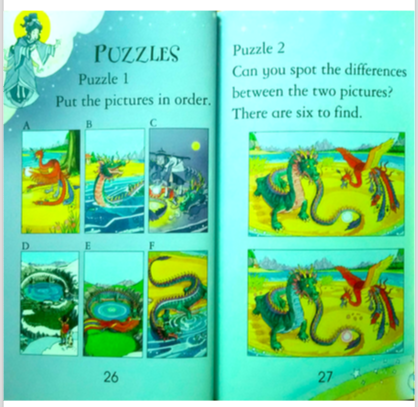 PUZZLES
Puzzle 1
Put the pictures in order.
A
B
C
D
E
F
26
Puzzle 2
Can you spot the differences
between the two pictures?
There are six to find.
27